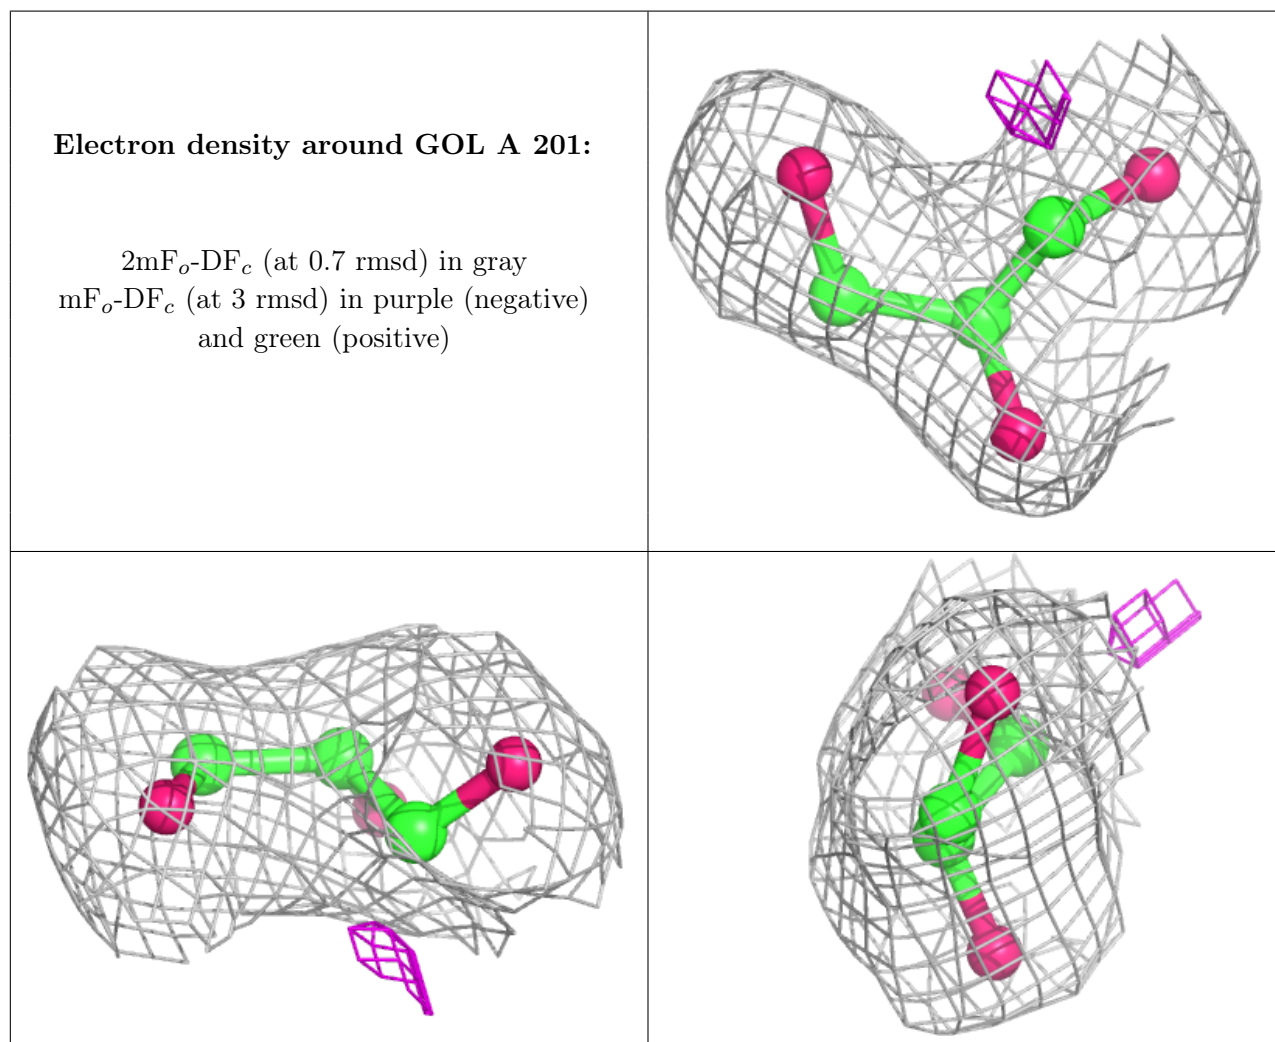 Electron density around GOL A 201:
2mFo-DFc (at 0.7 rmsd) in gray
mFo-DFc (at 3 rmsd) in purple (negative)
and green (positive)